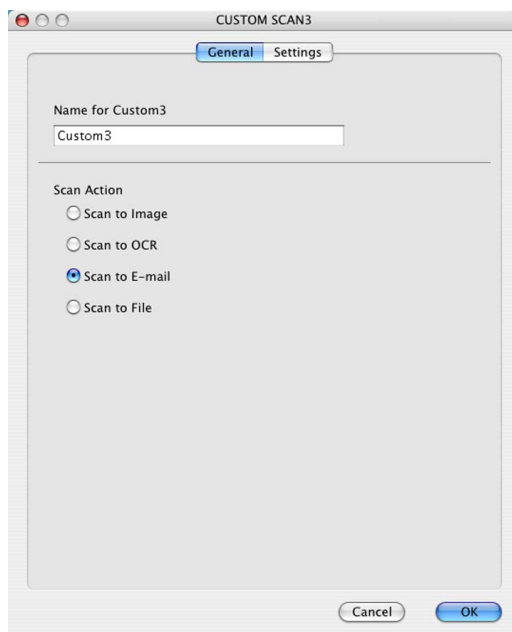 CUSTOM SCAN3
General Settings
Name for Custom3
Custom3
Scan Action
Scan to Image
Scan to OCR
Scan to E-mail
Scan to File
Cancel OK